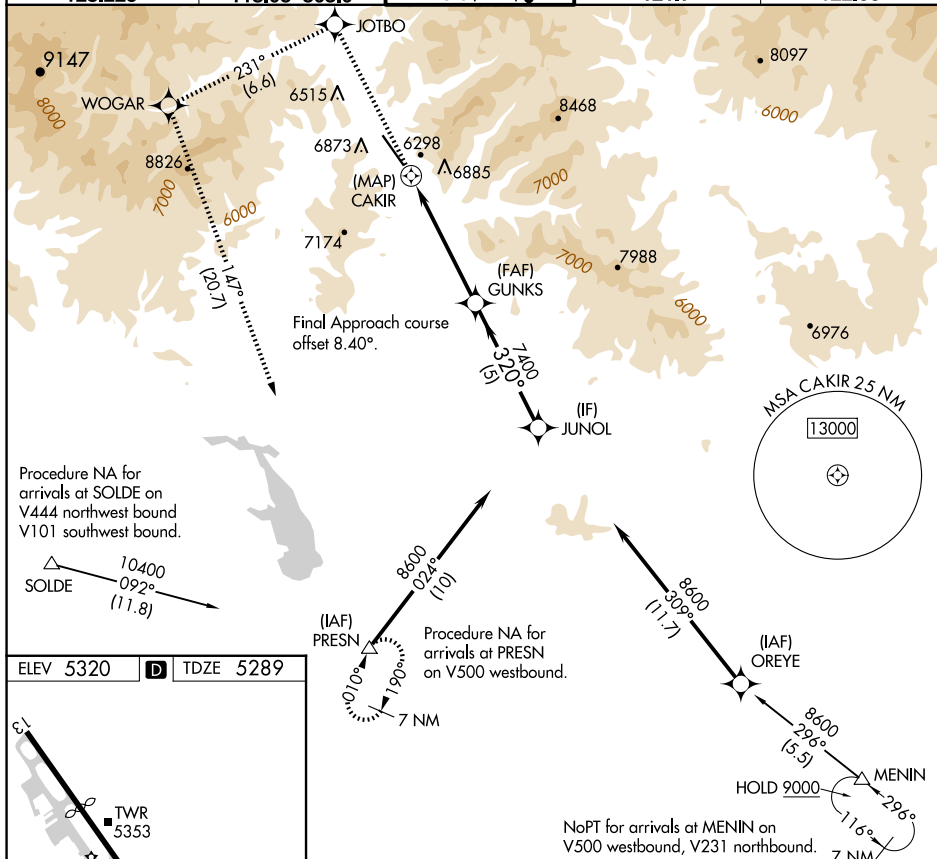 JOTBO
9147
8097
231°
(6.6)
8000
WOGAR
6515
8468
6000
6873
6298
6885
8826
(MAP)
CAKIR
7000
7000
6000
7174
7000
7988
(FAF)
GUNKS
147°
(20.7)
6000
Final Approach course
offset 8.40°.
6976
7400
320°
(5)
MSA CAKIR 25 NM
13000
(IF)
JUNOL
Procedure NA for
arrivals at SOLDE on
V444 northwest bound
V101 southwest bound.
10400
092°
(11.8)
SOLDE
8600
024°
(10)
8600
309°
(11.7)
(IAF)
PRESN
Procedure NA for
arrivals at PRESN
on V500 westbound.
(IAF)
OREYE
010°
190°
7 NM
ELEV 5320
D
TDZE 5289
8600
296°
(5.5)
13
MENIN
HOLD 9000
296°
116°
7 NM
TWR
5353
NoPT for arrivals at MENIN on
V500 westbound, V231 northbound.